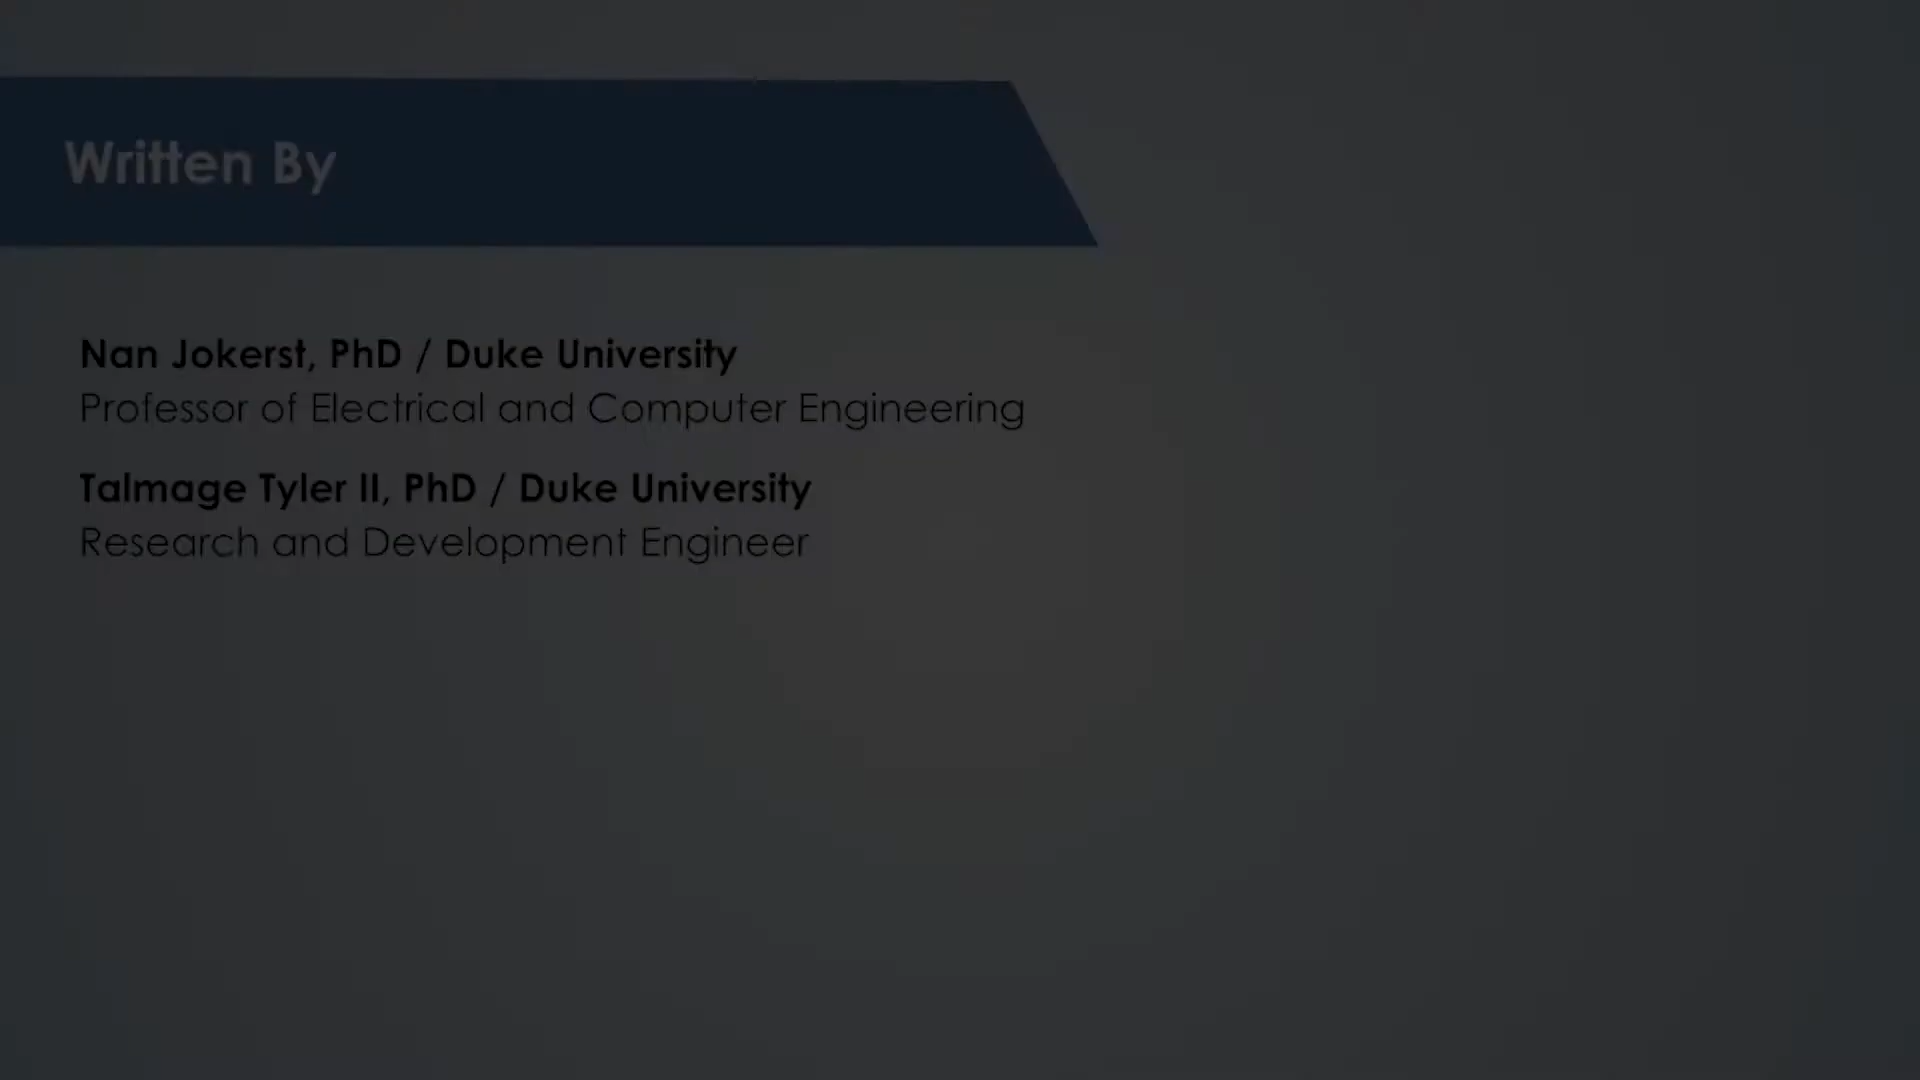 Written By
Nan Jokerst, PhD / Duke University
Professor of Electrical and Computer Engineering
Talmage Tyler II, PhD / Duke University
Research and Development Engineer